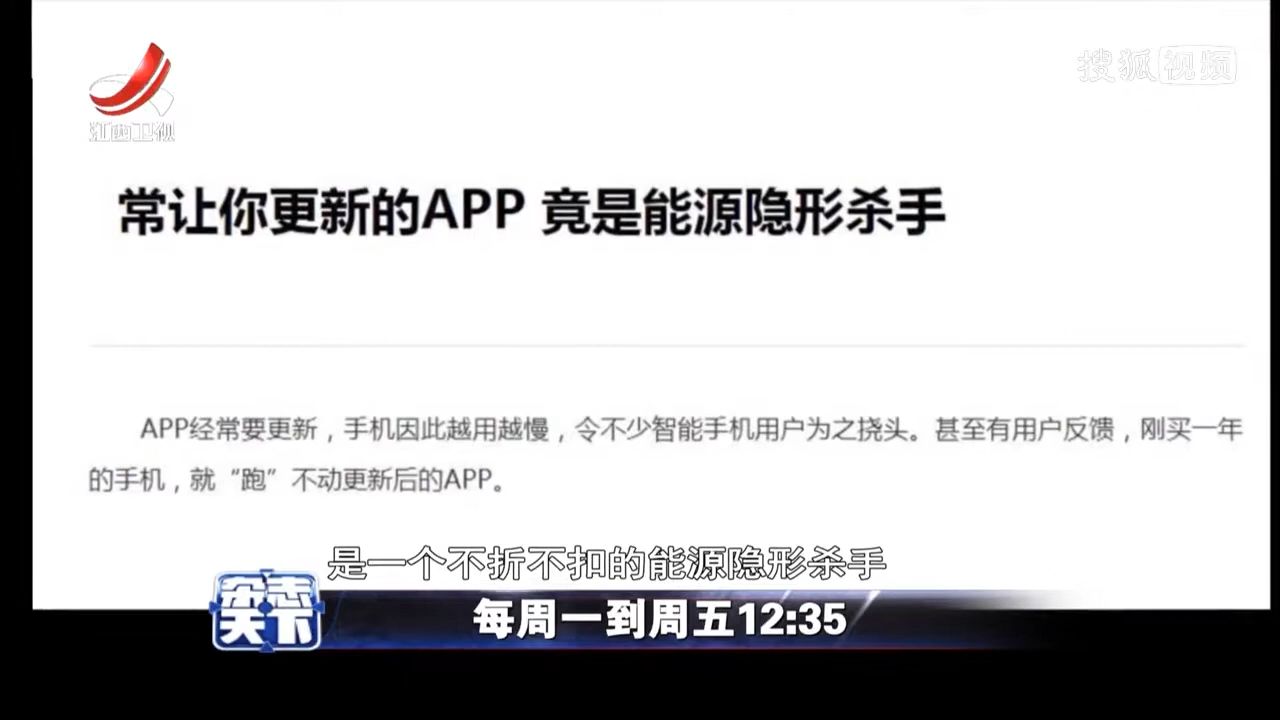 江西卫视
搜狐视频
常让你更新的APP 竟是能源隐形杀手
APP经常要更新，手机因此越用越慢，令不少智能手机用户为之挠头。甚至有用户反馈，刚买一年
的手机，就“跑”不动更新后的APP。
是一个不折不扣的能源隐形杀手
杂志
天下
每周一到周五12:35